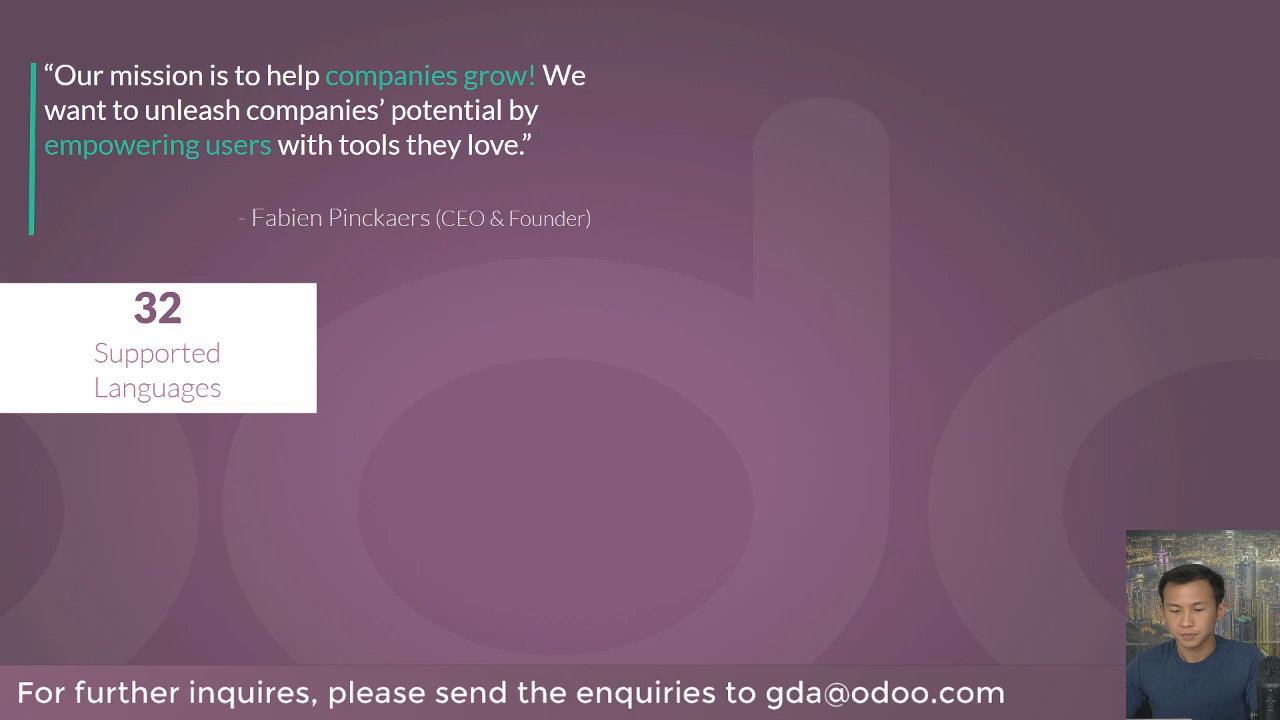 “Our mission is to help companies grow! We
want to unleash companies’ potential by
empowering users with tools they love.”
- Fabien Pinckaers (CEO & Founder)
32
Supported
Languages
For further inquires, please send the enquiries to gda@odoo.com